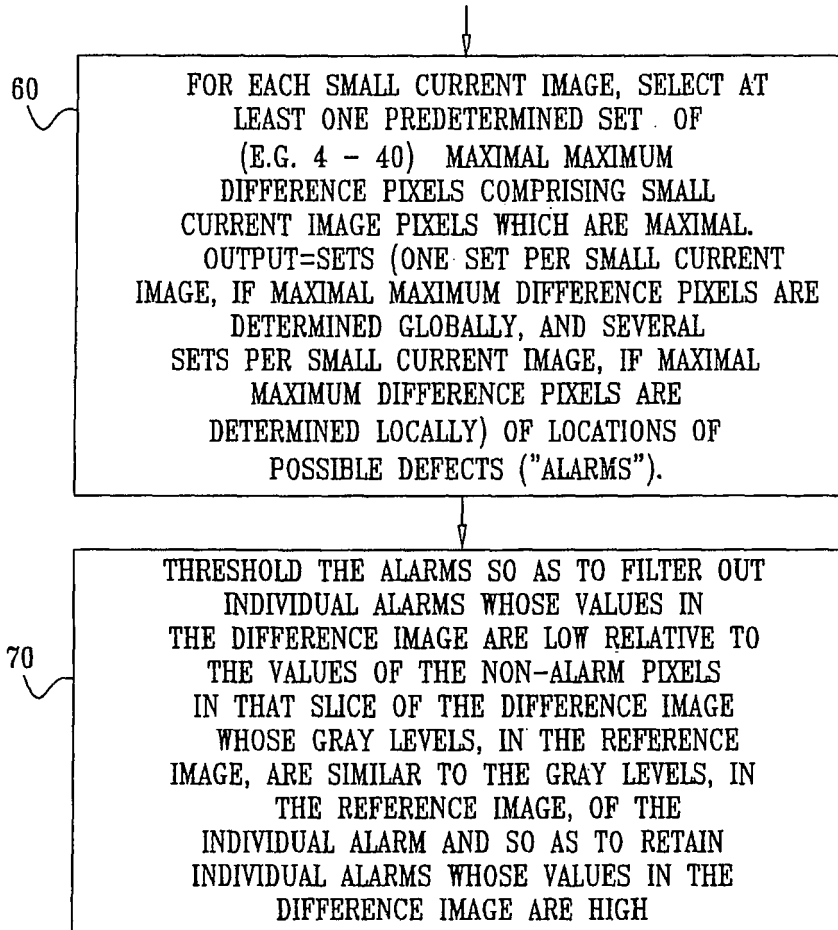 60
FOR EACH SMALL CURRENT IMAGE, SELECT AT
LEAST ONE PREDETERMINED SET OF
(E.G. 4 - 40) MAXIMAL MAXIMUM
DIFFERENCE PIXELS COMPRISING SMALL
CURRENT IMAGE PIXELS WHICH ARE MAXIMAL.
OUTPUT=SETS (ONE SET PER SMALL CURRENT
IMAGE, IF MAXIMAL MAXIMUM DIFFERENCE PIXELS ARE
DETERMINED GLOBALLY, AND SEVERAL
SETS PER SMALL CURRENT IMAGE, IF MAXIMAL
MAXIMUM DIFFERENCE PIXELS ARE
DETERMINED LOCALLY) OF LOCATIONS OF
POSSIBLE DEFECTS ("ALARMS").
70
THRESHOLD THE ALARMS SO AS TO FILTER OUT
INDIVIDUAL ALARMS WHOSE VALUES IN
THE DIFFERENCE IMAGE ARE LOW RELATIVE TO
THE VALUES OF THE NON-ALARM PIXELS
IN THAT SLICE OF THE DIFFERENCE IMAGE
WHOSE GRAY LEVELS, IN THE REFERENCE
IMAGE, ARE SIMILAR TO THE GRAY LEVELS, IN
THE REFERENCE IMAGE, OF THE
INDIVIDUAL ALARM AND SO AS TO RETAIN
INDIVIDUAL ALARMS WHOSE VALUES IN THE
DIFFERENCE IMAGE ARE HIGH